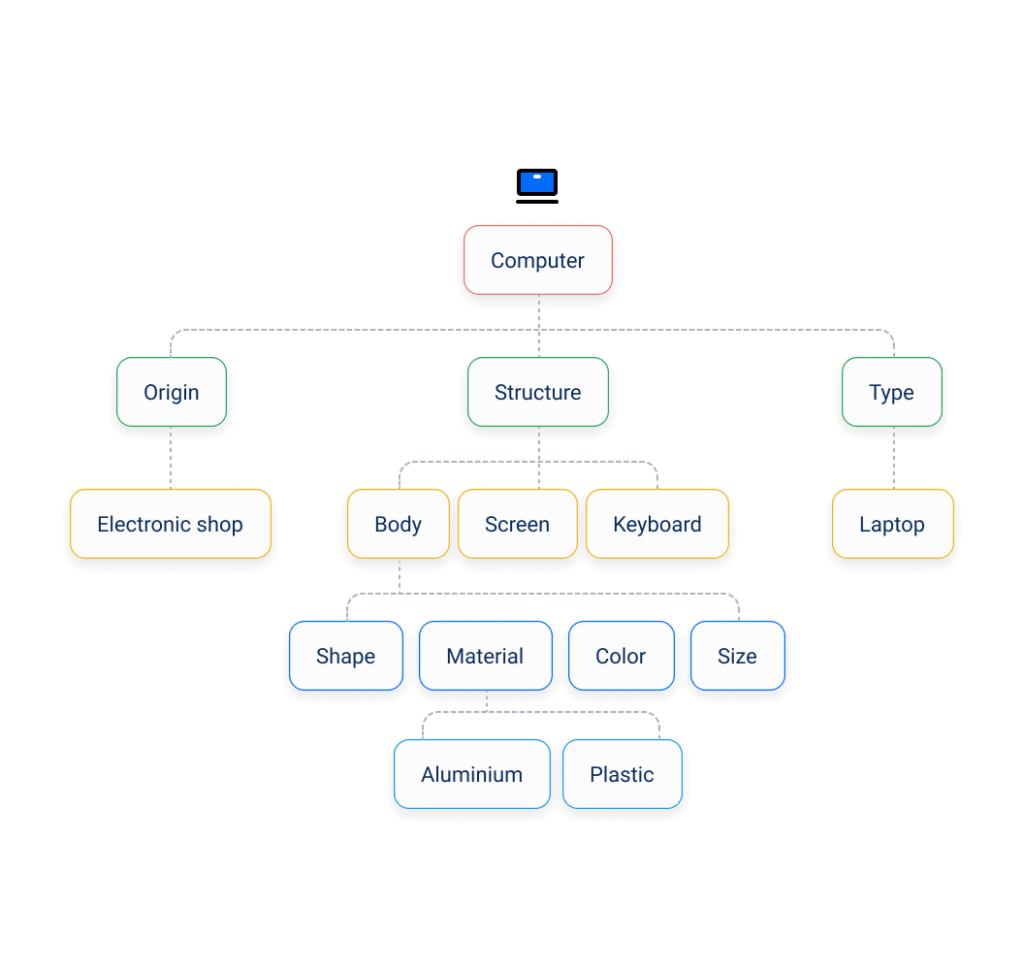 Computer
Origin
Structure
Type
Electronic shop
Body
Screen
Keyboard
Laptop
Shape
Material
Color
Size
Aluminium
Plastic